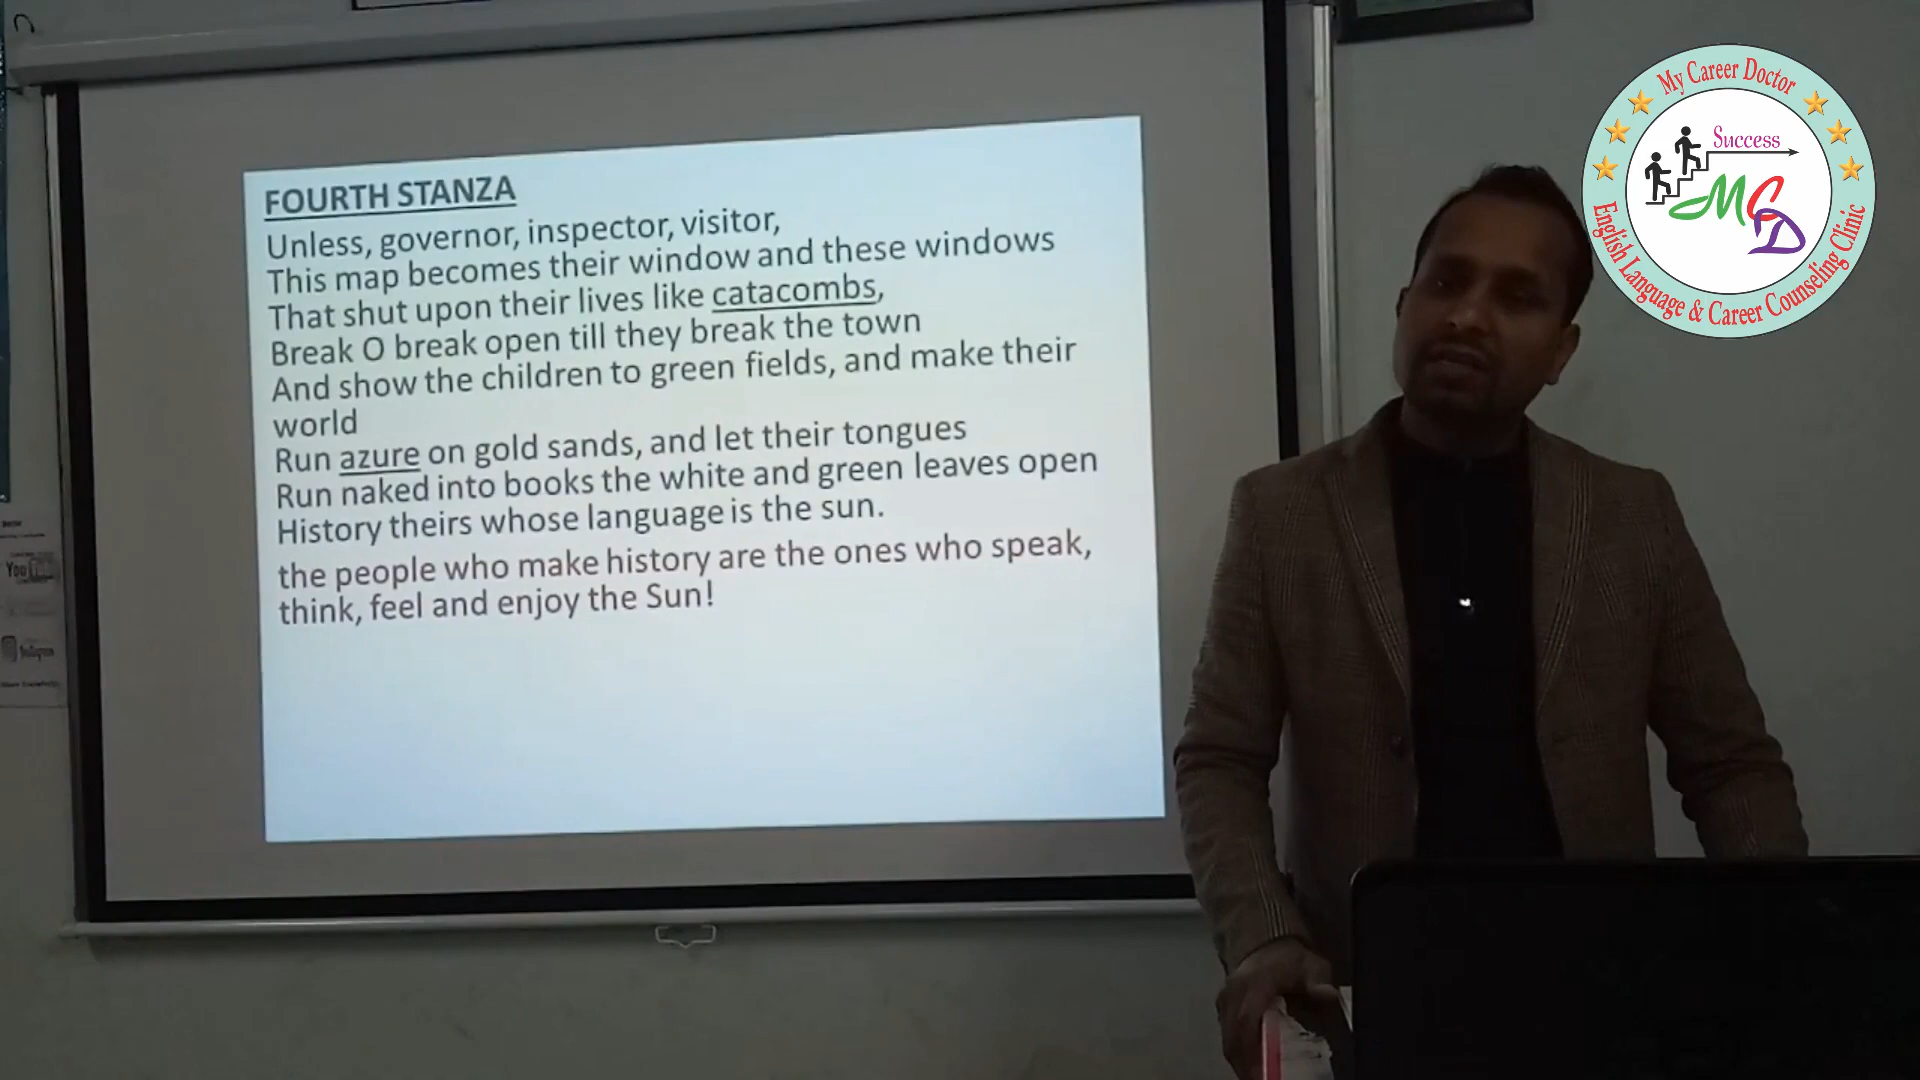 FOURTH STANZA
Unless, governor, inspector, visitor,
This map becomes their window and these windows
That shut upon their lives like catacombs,
Break O break open till they break the town
And show the children to green fields, and make their
world
Run azure on gold sands, and let their tongues
Run naked into books the white and green leaves open
History theirs whose language is the sun.
the people who make history are the ones who speak,
think, feel and enjoy the Sun!
My Career Doctor
Success
MCD
English Language & Career Counseling Clinic
You
Instagram